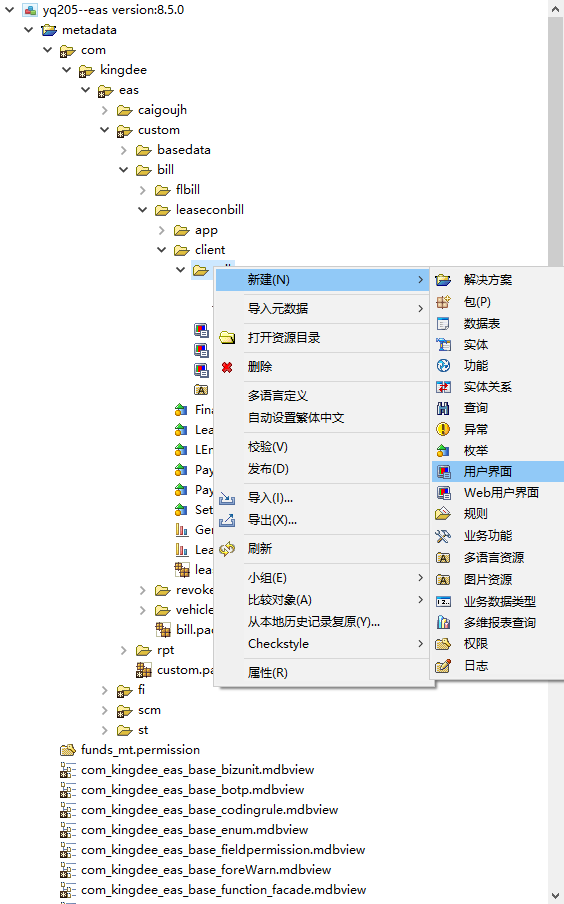 yq205--eas version:8.5.0
metadata
com
kingdee
eas
caigoujh
custom
basedata
bill
flbill
leaseconbill
app
client
新建(N)
导入元数据
打开资源目录
删除
多语言定义
自动设置繁体中文
校验(V)
发布(D)
导入(I)...
导出(X)...
刷新
小组(E)
比较对象(A)
从本地历史记录复原(Y)...
Checkstyle
属性(R)
解决方案
包(P)
数据表
实体
功能
实体关系
查询
异常
枚举
用户界面
Web用户界面
规则
业务功能
多语言资源
图片资源
业务数据类型
多维报表查询
权限
日志
Fina
Lea
LEn
Pay
Pay
Set
Ger
Lea
lea
revoke
vehicle
bill.pac
rpt
custom.pa
fi
scm
st
funds_mt.permission
com_kingdee_eas_base_bizunit.mdbview
com_kingdee_eas_base_botp.mdbview
com_kingdee_eas_base_codingrule.mdbview
com_kingdee_eas_base_enum.mdbview
com_kingdee_eas_base_fieldpermission.mdbview
com_kingdee_eas_base_foreWarn.mdbview
com_kingdee_eas_base_function_facade.mdbview